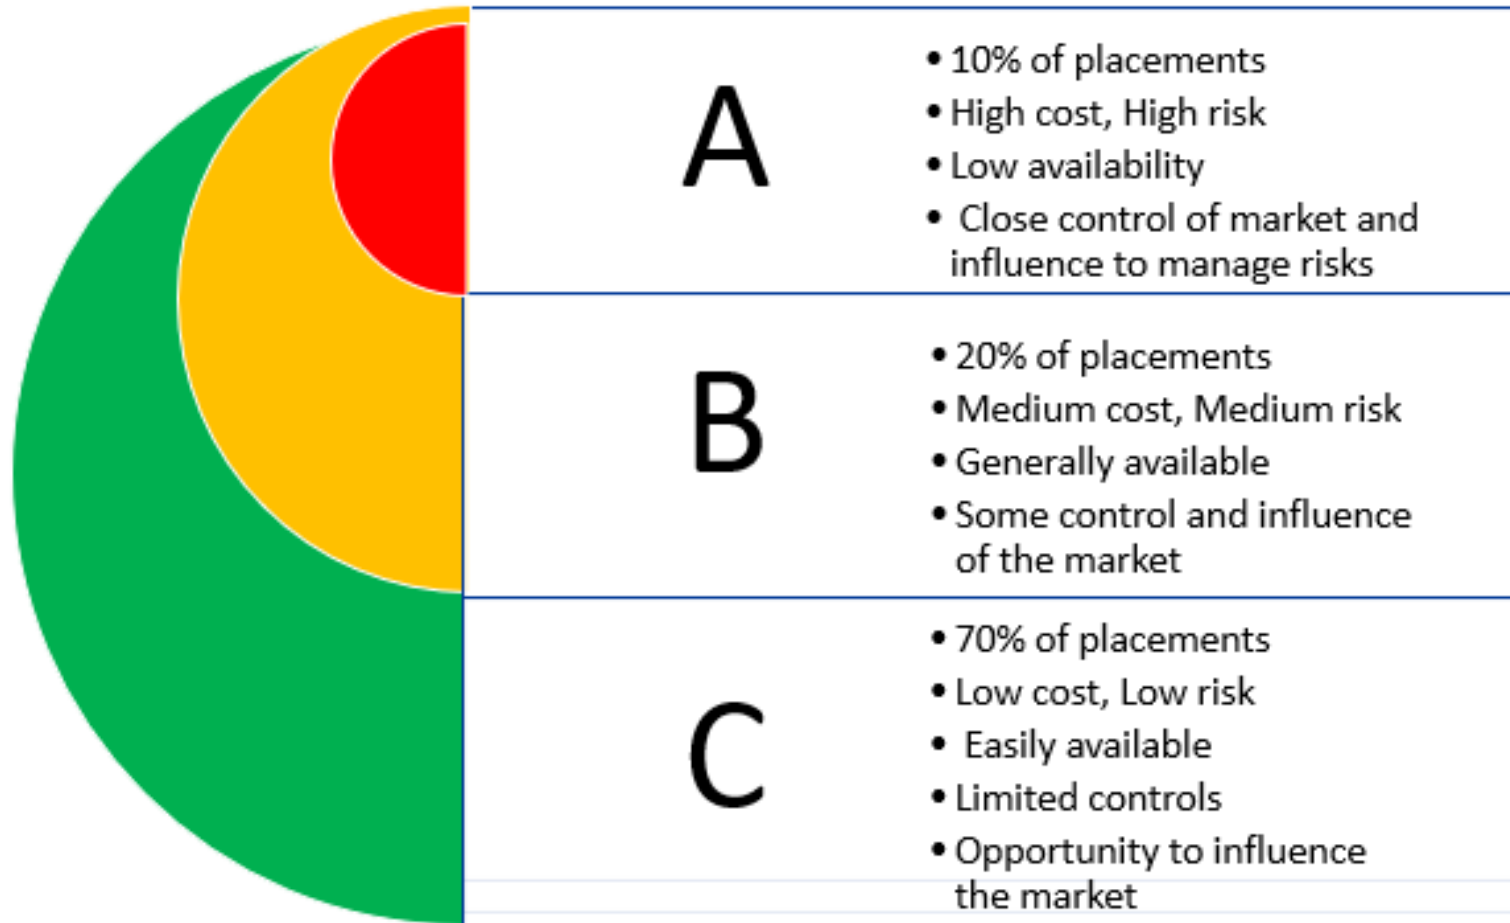 A
• 10% of placements
• High cost, High risk
• Low availability
• Close control of market and
influence to manage risks
B
• 20% of placements
• Medium cost, Medium risk
• Generally available
• Some control and influence
of the market
C
• 70% of placements
• Low cost, Low risk
• Easily available
• Limited controls
• Opportunity to influence
the market